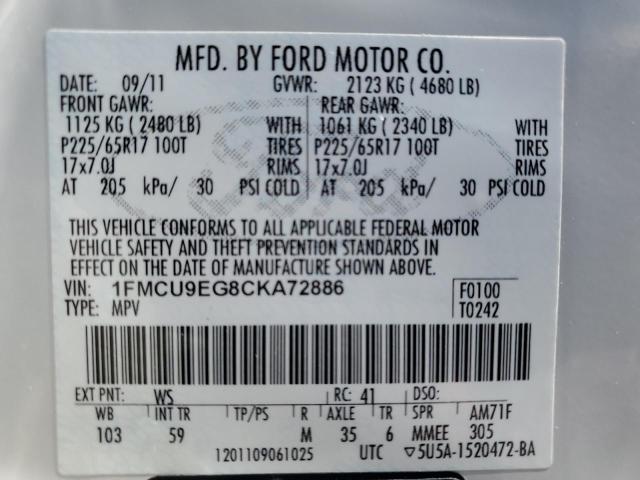 MFD. BY FORD MOTOR CO.
DATE: 09/11 GVWR: 2123 KG ( 4680 LB)
FRONT GAWR: REAR GAWR:
1125 KG ( 2480 LB) WITH 1061 KG ( 2340 LB) WITH
P225/65R17 100T TIRES P225/65R17 100T TIRES
17x7.0J RIMS 17x7.0J RIMS
AT 205 kPa/ 30 PSI COLD AT 205 kPa/ 30 PSI COLD
THIS VEHICLE CONFORMS TO ALL APPLICABLE FEDERAL MOTOR
VEHICLE SAFETY AND THEFT PREVENTION STANDARDS IN
EFFECT ON THE DATE OF MANUFACTURE SHOWN ABOVE.
VIN: 1FMCU9EG8CKA72886 F0100
TYPE: MPV T0242
EXT PNT: WS RC: 41 DSO:
WB INT TR TP/PS R AXLE TR SPR AM71F
103 59 M 35 6 MMEE 305
1201109061025 UTC ▽5U5A-1520472-BA